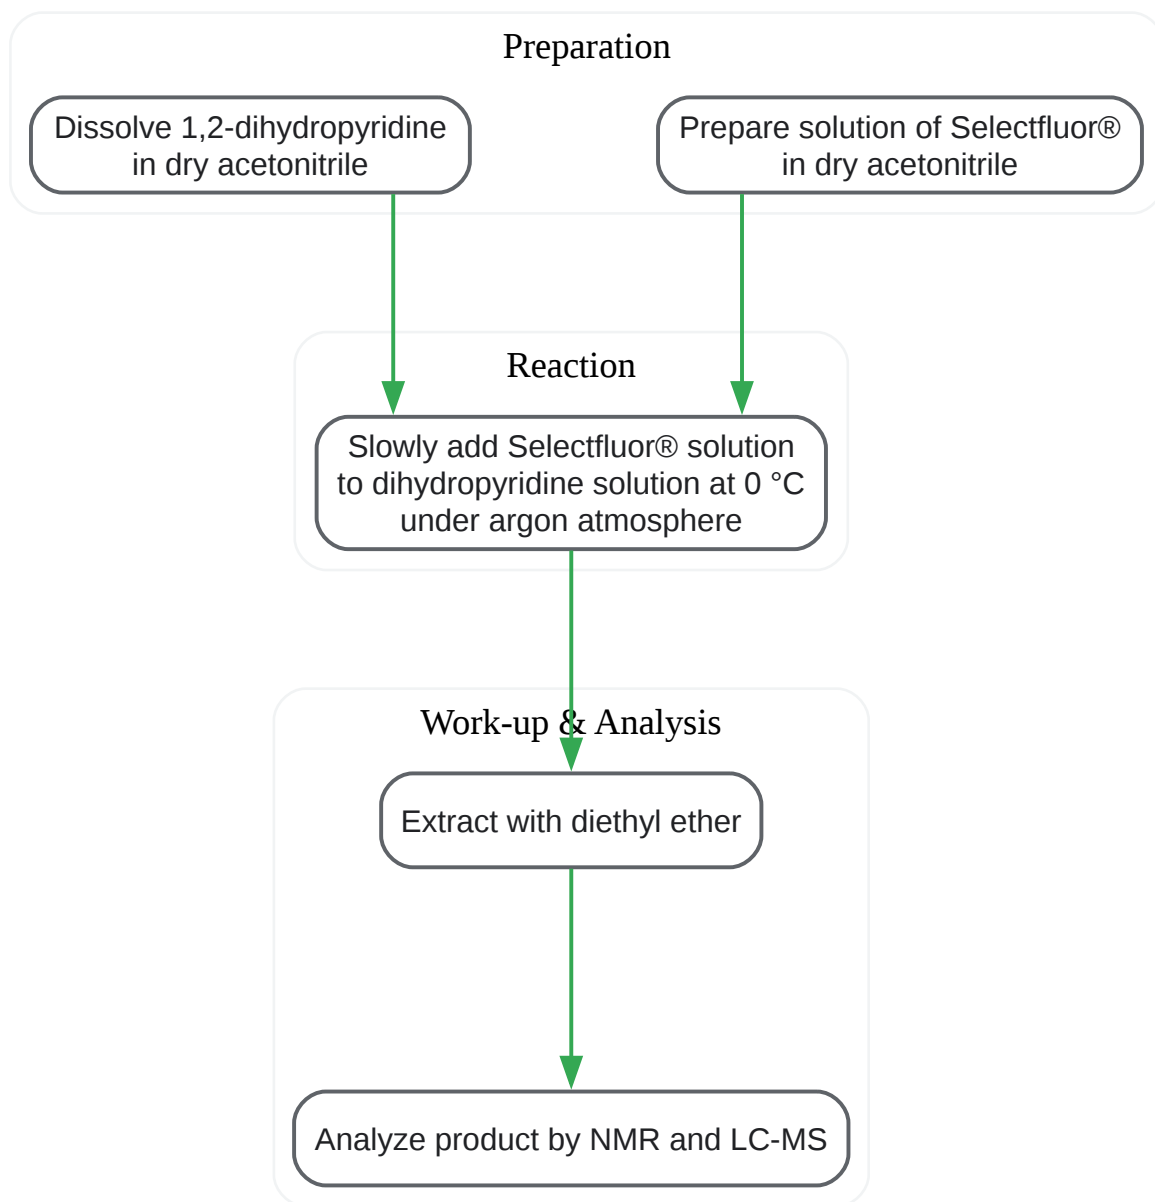 Preparation
Dissolve 1,2-dihydropyridine
in dry acetonitrile
Prepare solution of Selectfluor®
in dry acetonitrile
Reaction
Slowly add Selectfluor® solution
to dihydropyridine solution at 0 °C
under argon atmosphere
Work-up & Analysis
Extract with diethyl ether
Analyze product by NMR and LC-MS